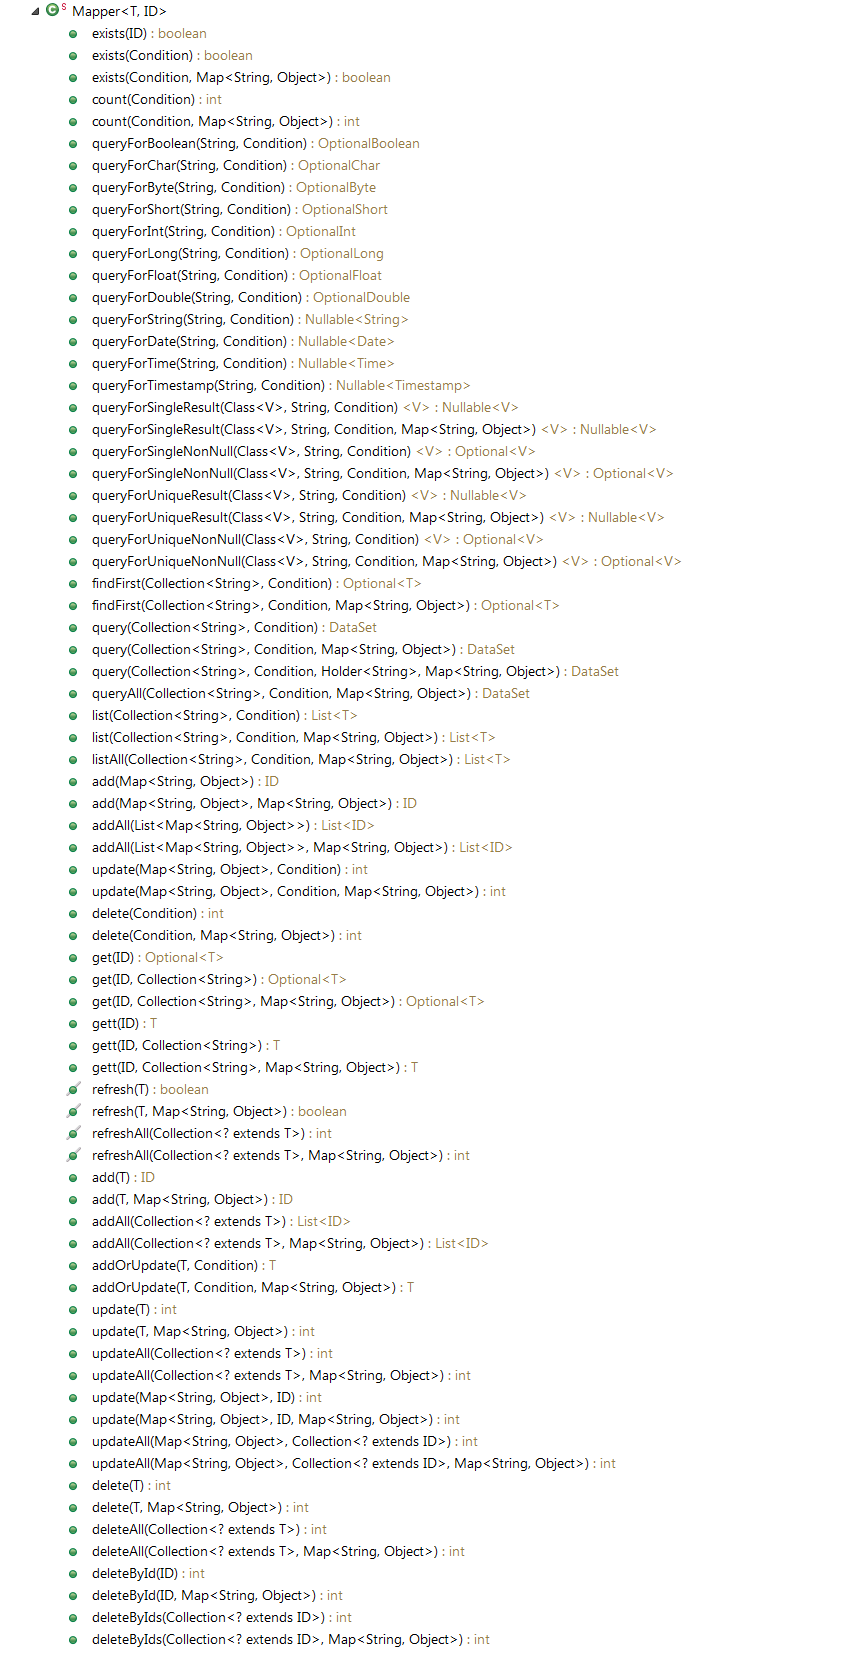 Mapper<T, ID>
exists(ID) : boolean
exists(Condition) : boolean
exists(Condition, Map<String, Object>) : boolean
count(Condition) : int
count(Condition, Map<String, Object>) : int
queryForBoolean(String, Condition) : OptionalBoolean
queryForChar(String, Condition) : OptionalChar
queryForByte(String, Condition) : OptionalByte
queryForShort(String, Condition) : OptionalShort
queryForInt(String, Condition) : OptionalInt
queryForLong(String, Condition) : OptionalLong
queryForFloat(String, Condition) : OptionalFloat
queryForDouble(String, Condition) : OptionalDouble
queryForString(String, Condition) : Nullable<String>
queryForDate(String, Condition) : Nullable<Date>
queryForTime(String, Condition) : Nullable<Time>
queryForTimestamp(String, Condition) : Nullable<Timestamp>
queryForSingleResult(Class<V>, String, Condition) <V> : Nullable<V>
queryForSingleResult(Class<V>, String, Condition, Map<String, Object>) <V> : Nullable<V>
queryForSingleNonNull(Class<V>, String, Condition) <V> : Optional<V>
queryForSingleNonNull(Class<V>, String, Condition, Map<String, Object>) <V> : Optional<V>
queryForUniqueResult(Class<V>, String, Condition) <V> : Nullable<V>
queryForUniqueResult(Class<V>, String, Condition, Map<String, Object>) <V> : Nullable<V>
queryForUniqueNonNull(Class<V>, String, Condition) <V> : Optional<V>
queryForUniqueNonNull(Class<V>, String, Condition, Map<String, Object>) <V> : Optional<V>
findFirst(Collection<String>, Condition) : Optional<T>
findFirst(Collection<String>, Condition, Map<String, Object>) : Optional<T>
query(Collection<String>, Condition) : DataSet
query(Collection<String>, Condition, Map<String, Object>) : DataSet
query(Collection<String>, Condition, Holder<String>, Map<String, Object>) : DataSet
queryAll(Collection<String>, Condition, Map<String, Object>) : DataSet
list(Collection<String>, Condition) : List<T>
list(Collection<String>, Condition, Map<String, Object>) : List<T>
listAll(Collection<String>, Condition, Map<String, Object>) : List<T>
add(Map<String, Object>) : ID
add(Map<String, Object>, Map<String, Object>) : ID
addAll(List<Map<String, Object>>) : List<ID>
addAll(List<Map<String, Object>>, Map<String, Object>) : List<ID>
update(Map<String, Object>, Condition) : int
update(Map<String, Object>, Condition, Map<String, Object>) : int
delete(Condition) : int
delete(Condition, Map<String, Object>) : int
get(ID) : Optional<T>
get(ID, Collection<String>) : Optional<T>
get(ID, Collection<String>, Map<String, Object>) : Optional<T>
gett(ID) : T
gett(ID, Collection<String>) : T
gett(ID, Collection<String>, Map<String, Object>) : T
refresh(T) : boolean
refresh(T, Map<String, Object>) : boolean
refreshAll(Collection<? extends T>) : int
refreshAll(Collection<? extends T>, Map<String, Object>) : int
add(T) : ID
add(T, Map<String, Object>) : ID
addAll(Collection<? extends T>) : List<ID>
addAll(Collection<? extends T>, Map<String, Object>) : List<ID>
addOrUpdate(T, Condition) : T
addOrUpdate(T, Condition, Map<String, Object>) : T
update(T) : int
update(T, Map<String, Object>) : int
updateAll(Collection<? extends T>) : int
updateAll(Collection<? extends T>, Map<String, Object>) : int
update(Map<String, Object>, ID) : int
update(Map<String, Object>, ID, Map<String, Object>) : int
updateAll(Map<String, Object>, Collection<? extends ID>) : int
updateAll(Map<String, Object>, Collection<? extends ID>, Map<String, Object>) : int
delete(T) : int
delete(T, Map<String, Object>) : int
deleteAll(Collection<? extends T>) : int
deleteAll(Collection<? extends T>, Map<String, Object>) : int
deleteById(ID) : int
deleteById(ID, Map<String, Object>) : int
deleteByIds(Collection<? extends ID>) : int
deleteByIds(Collection<? extends ID>, Map<String, Object>) : int